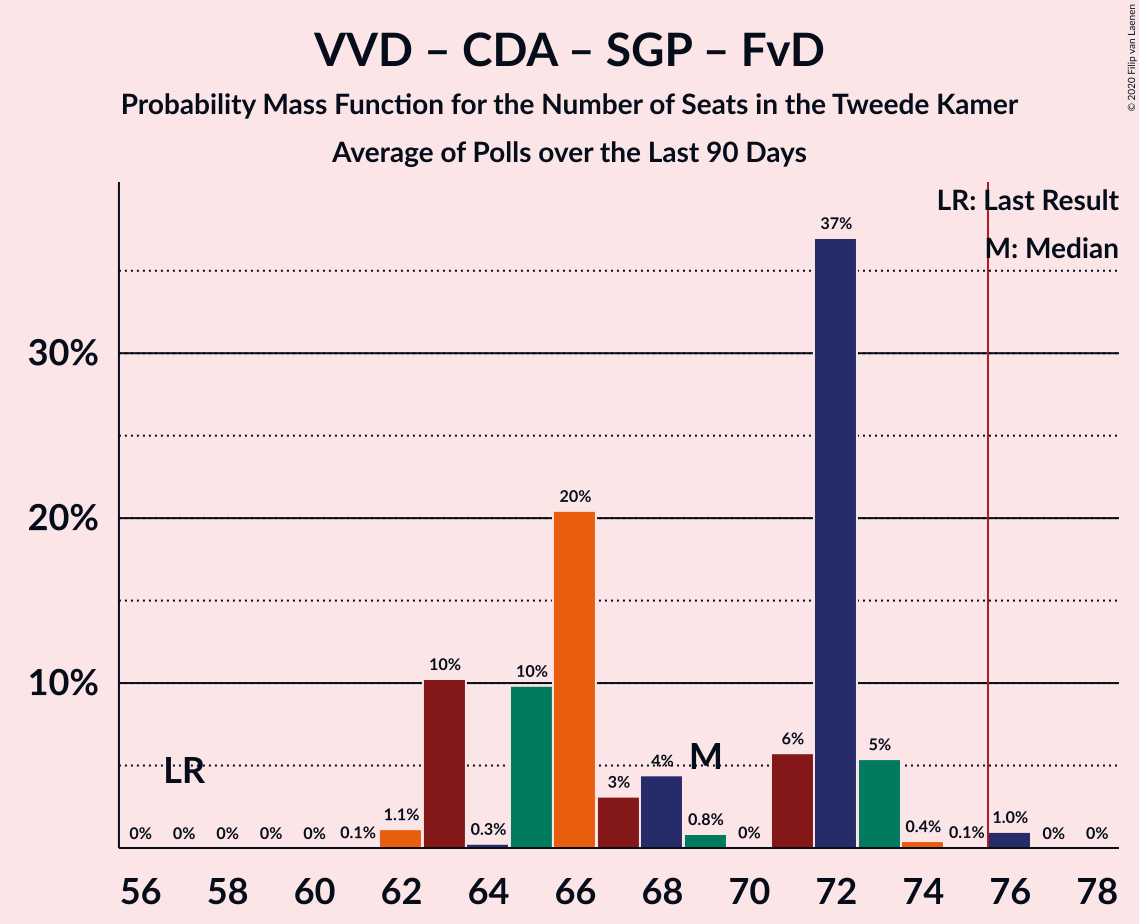 VVD – CDA – SGP – FvD
Probability Mass Function for the Number of Seats in the Tweede Kamer
Average of Polls over the Last 90 Days
© 2020 Filip van Laenen
LR: Last Result
M: Median
30%
20%
10%
0% 0% 0% 0% 0% 0.1% 1.1% 10% 0.3% 10% 20% 3% 4% 0.8% 0% 6% 37% 5% 0.4% 0.1% 1.0% 0% 0%
LR M
56 58 60 62 64 66 68 70 72 74 76 78